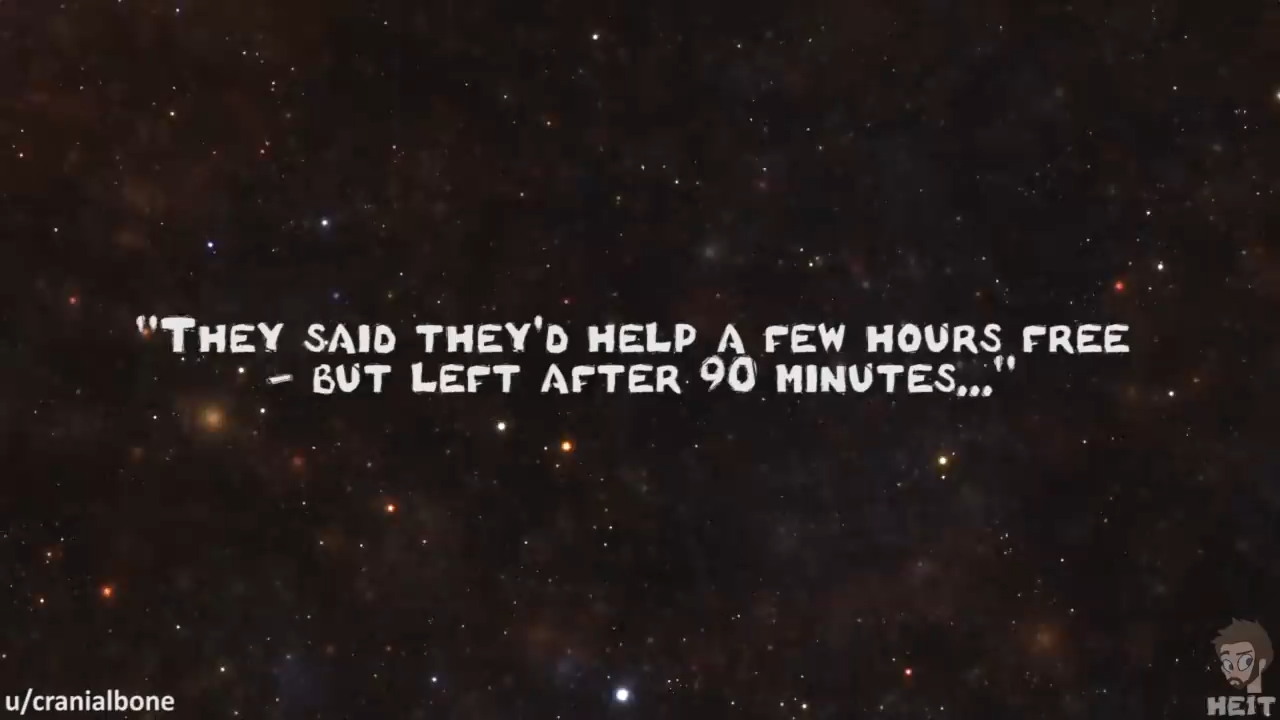 "THEY SAID THEY'D HELP A FEW HOURS FREE
– BUT LEFT AFTER 90 MINUTES..."
u/cranialbone
HEIT